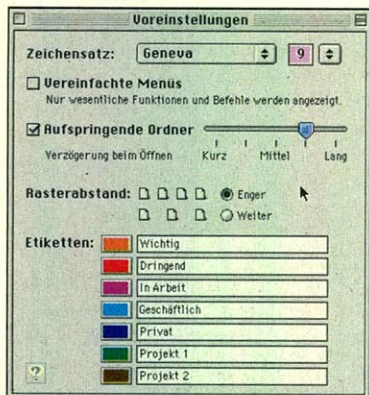 Voreinstellungen
Zeichensatz: Geneva 9
Vereinfachte Menüs
Nur wesentliche Funktionen und Befehle werden angezeigt.
Aufspringende Ordner
Verzögerung beim Öffnen Kurz Mittel Lang
Rasterabstand: Enger
Weiter
Etiketten: Wichtig
Dringend
In Arbeit
Geschäftlich
Privat
Projekt 1
Projekt 2
?